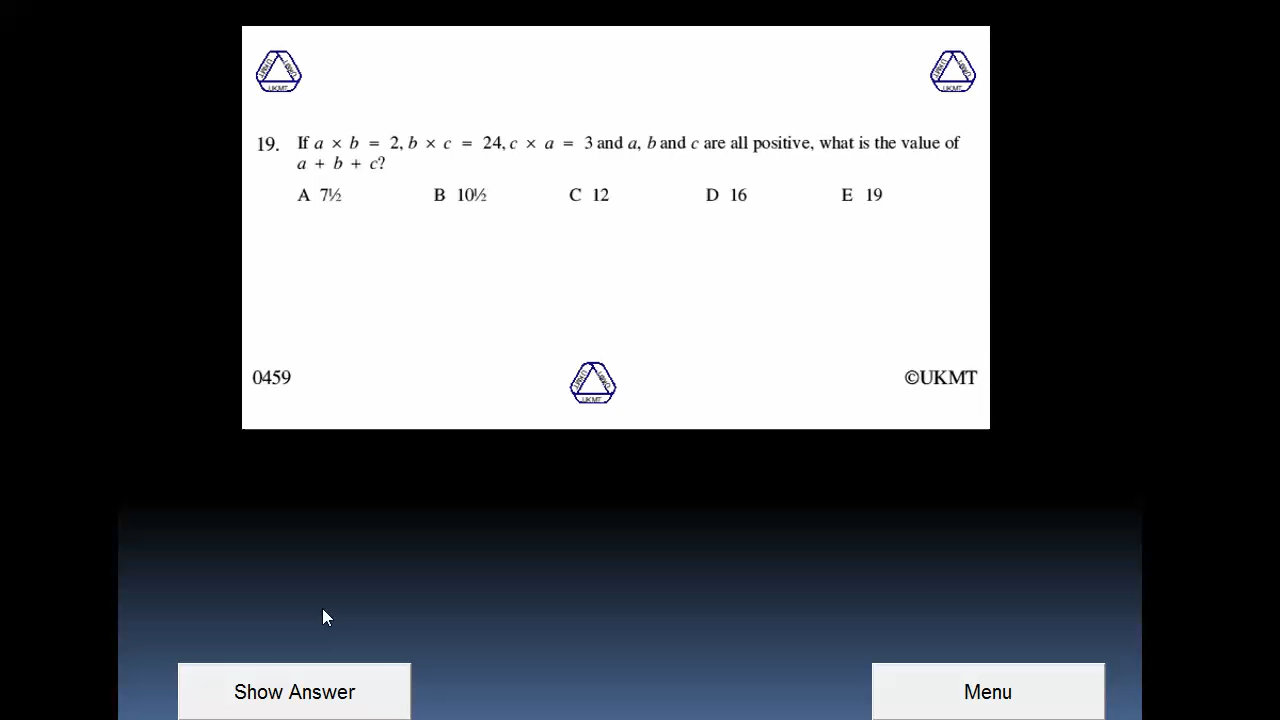 19. If a × b = 2, b × c = 24, c × a = 3 and a, b and c are all positive, what is the value of
a + b + c?
A 7½ B 10½ C 12 D 16 E 19
UKMT
0459
©UKMT
Show Answer
Menu